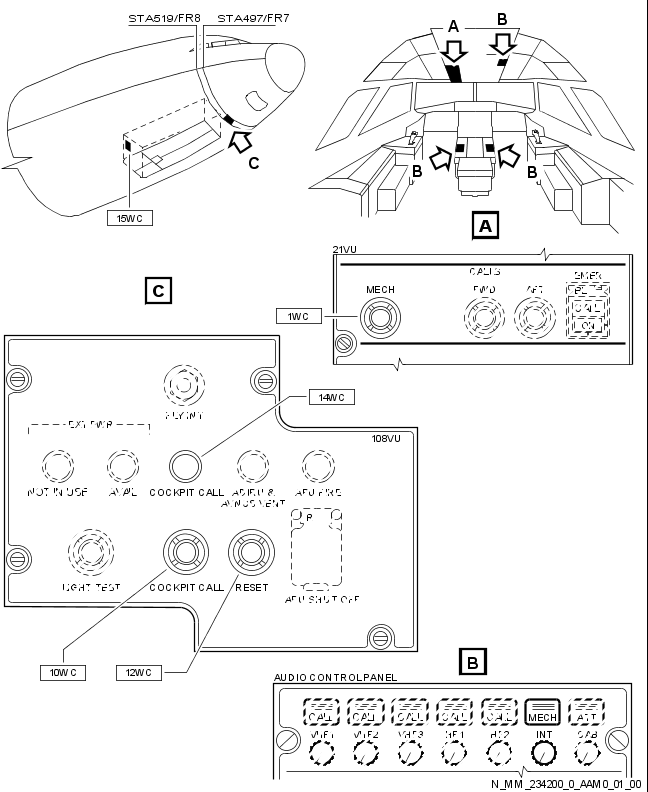 STA519/FR8 STA497/FR7
A
B
C
B
B
15WC
A
21VU
CALLS
EMER
MECH FWD AFT
CALL
ON
1WC
C
14WC
EXT PWR
108VU
NOT IN USE AVAIL COCKPIT CALL ADIRU & APU FIRE
AVNCS VENT
LIGHT TEST COCKPIT CALL RESET
APU SHUT OFF
10WC 12WC
B
AUDIO CONTROL PANEL
CALL CALL CALL CALL CALL MECH ATT
VHF1 VHF2 VHF3 HF1 HF2 INT CAB
N_MM_234200_0_AAM0_01_00